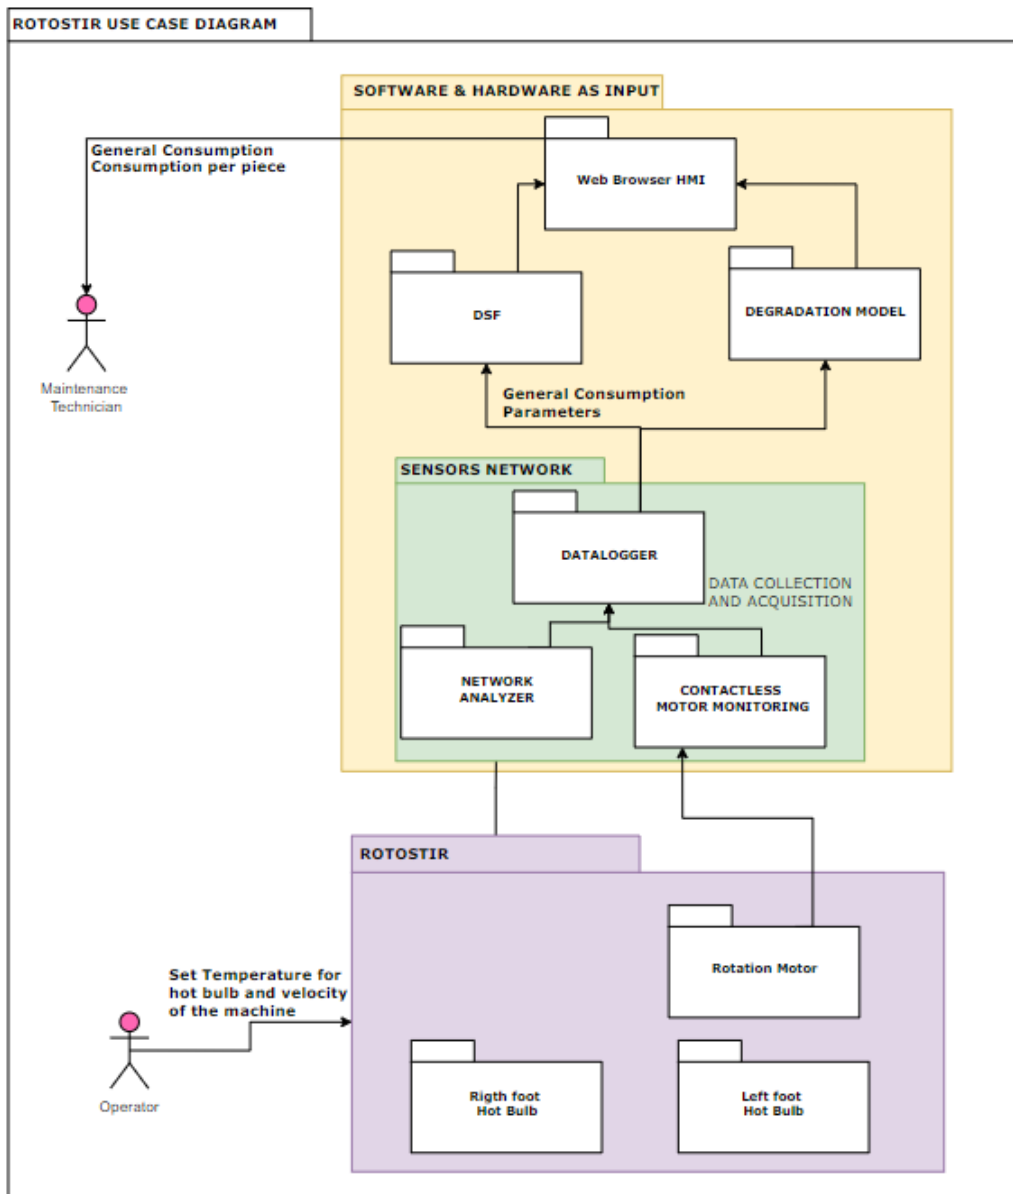 ROTOSTIR USE CASE DIAGRAM
SOFTWARE & HARDWARE AS INPUT
General Consumption
Consumption per piece
Web Browser HMI
DSF
DEGRADATION MODEL
Maintenance
Technician
General Consumption
Parameters
SENSORS NETWORK
DATALOGGER
DATA COLLECTION
AND ACQUISITION
NETWORK
ANALYZER
CONTACTLESS
MOTOR MONITORING
ROTOSTIR
Rotation Motor
Set Temperature for
hot bulb and velocity
of the machine
Operator
Rigth foot
Hot Bulb
Left foot
Hot Bulb